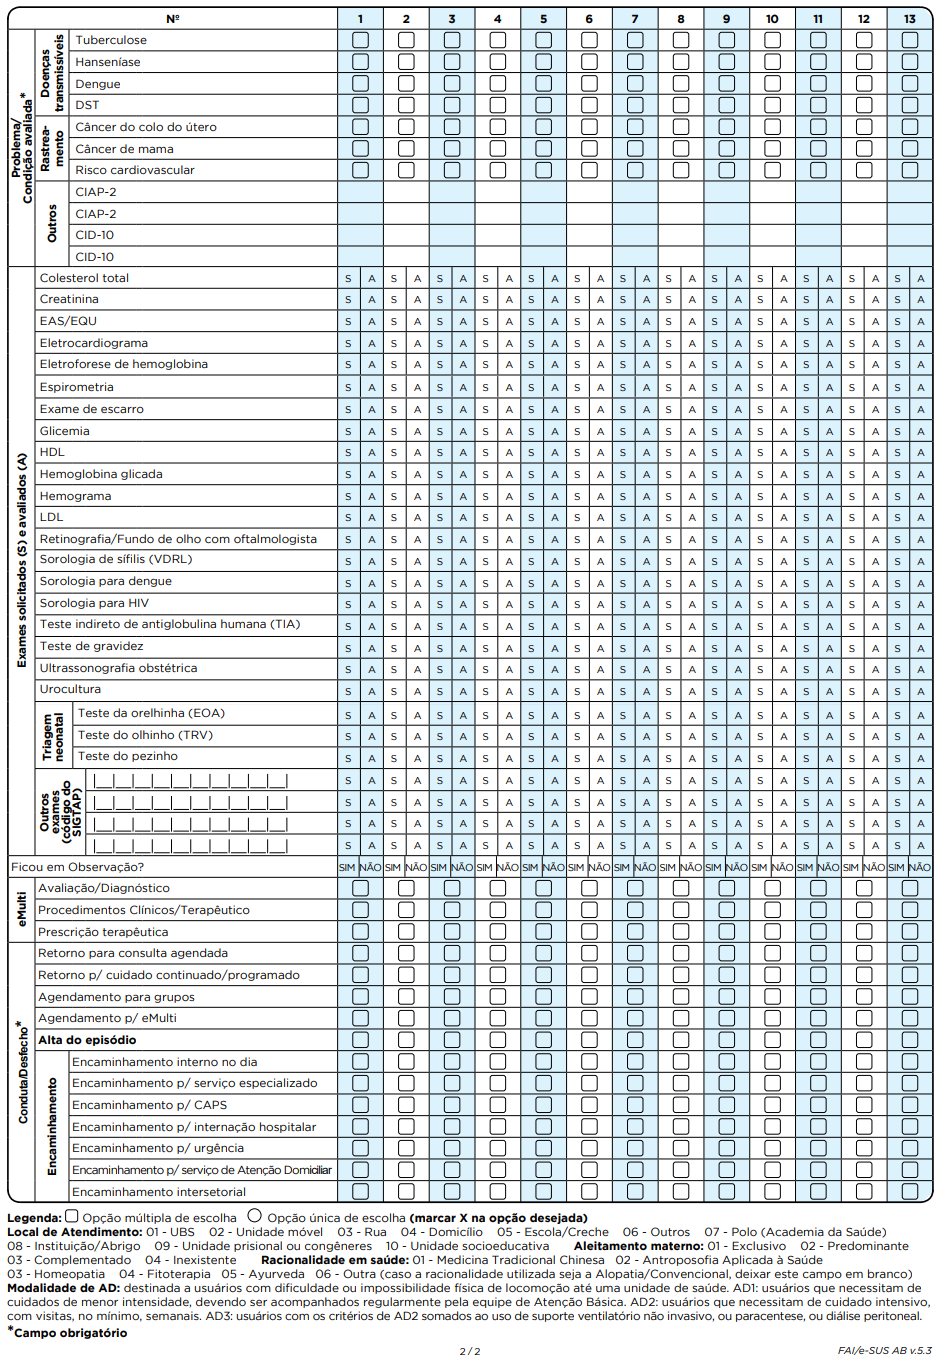 Nº 1 2 3 4 5 6 7 8 9 10 11 12 13
Problema/Condição avaliada*
Doenças transmissíveis
Tuberculose
Hanseníase
Dengue
DST
Rastreamento
Câncer do colo do útero
Câncer de mama
Risco cardiovascular
Outros
CIAP-2
CIAP-2
CID-10
CID-10
Exames solicitados (S) e avaliados (A)
Colesterol total S A S A S A S A S A S A S A S A S A S A S A S A S A
Creatinina S A S A S A S A S A S A S A S A S A S A S A S A S A
EAS/EQU S A S A S A S A S A S A S A S A S A S A S A S A S A
Eletrocardiograma S A S A S A S A S A S A S A S A S A S A S A S A S A
Eletroforese de hemoglobina S A S A S A S A S A S A S A S A S A S A S A S A S A
Espirometria S A S A S A S A S A S A S A S A S A S A S A S A S A
Exame de escarro S A S A S A S A S A S A S A S A S A S A S A S A S A
Glicemia S A S A S A S A S A S A S A S A S A S A S A S A S A
HDL S A S A S A S A S A S A S A S A S A S A S A S A S A
Hemoglobina glicada S A S A S A S A S A S A S A S A S A S A S A S A S A
Hemograma S A S A S A S A S A S A S A S A S A S A S A S A S A
LDL S A S A S A S A S A S A S A S A S A S A S A S A S A
Retinografia/Fundo de olho com oftalmologista S A S A S A S A S A S A S A S A S A S A S A S A S A
Sorologia de sífilis (VDRL) S A S A S A S A S A S A S A S A S A S A S A S A S A
Sorologia para dengue S A S A S A S A S A S A S A S A S A S A S A S A S A
Sorologia para HIV S A S A S A S A S A S A S A S A S A S A S A S A S A
Teste indireto de antiglobulina humana (TIA) S A S A S A S A S A S A S A S A S A S A S A S A S A
Teste de gravidez S A S A S A S A S A S A S A S A S A S A S A S A S A
Ultrassonografia obstétrica S A S A S A S A S A S A S A S A S A S A S A S A S A
Urocultura S A S A S A S A S A S A S A S A S A S A S A S A S A
Triagem neonatal
Teste da orelhinha (EOA) S A S A S A S A S A S A S A S A S A S A S A S A S A
Teste do olhinho (TRV) S A S A S A S A S A S A S A S A S A S A S A S A S A
Teste do pezinho S A S A S A S A S A S A S A S A S A S A S A S A S A
Outros exames (código do SIGTAP)
S A S A S A S A S A S A S A S A S A S A S A S A S A
S A S A S A S A S A S A S A S A S A S A S A S A S A
S A S A S A S A S A S A S A S A S A S A S A S A S A
S A S A S A S A S A S A S A S A S A S A S A S A S A
Ficou em Observação? SIM NÃO SIM NÃO SIM NÃO SIM NÃO SIM NÃO SIM NÃO SIM NÃO SIM NÃO SIM NÃO SIM NÃO SIM NÃO SIM NÃO SIM NÃO
eMulti
Avaliação/Diagnóstico
Procedimentos Clínicos/Terapêutico
Prescrição terapêutica
Conduta/Desfecho*
Retorno para consulta agendada
Retorno p/ cuidado continuado/programado
Agendamento para grupos
Agendamento p/ eMulti
Alta do episódio
Encaminhamento
Encaminhamento interno no dia
Encaminhamento p/ serviço especializado
Encaminhamento p/ CAPS
Encaminhamento p/ internação hospitalar
Encaminhamento p/ urgência
Encaminhamento p/ serviço de Atenção Domiciliar
Encaminhamento intersetorial
Legenda: Opção múltipla de escolha Opção única de escolha (marcar X na opção desejada)
Local de Atendimento: 01 - UBS 02 - Unidade móvel 03 - Rua 04 - Domicílio 05 - Escola/Creche 06 - Outros 07 - Polo (Academia da Saúde)
08 - Instituição/Abrigo 09 - Unidade prisional ou congêneres 10 - Unidade socioeducativa Aleitamento materno: 01 - Exclusivo 02 - Predominante
03 - Complementado 04 - Inexistente Racionalidade em saúde: 01 - Medicina Tradicional Chinesa 02 - Antroposofia Aplicada à Saúde
03 - Homeopatia 04 - Fitoterapia 05 - Ayurveda 06 - Outra (caso a racionalidade utilizada seja a Alopatia/Convencional, deixar este campo em branco)
Modalidade de AD: destinada a usuários com dificuldade ou impossibilidade física de locomoção até uma unidade de saúde. AD1: usuários que necessitam de
cuidados de menor intensidade, devendo ser acompanhados regularmente pela equipe de Atenção Básica. AD2: usuários que necessitam de cuidado intensivo,
com visitas, no mínimo, semanais. AD3: usuários com os critérios de AD2 somados ao uso de suporte ventilatório não invasivo, ou paracentese, ou diálise peritoneal.
*Campo obrigatório
2 / 2
FAI/e-SUS AB v.5.3